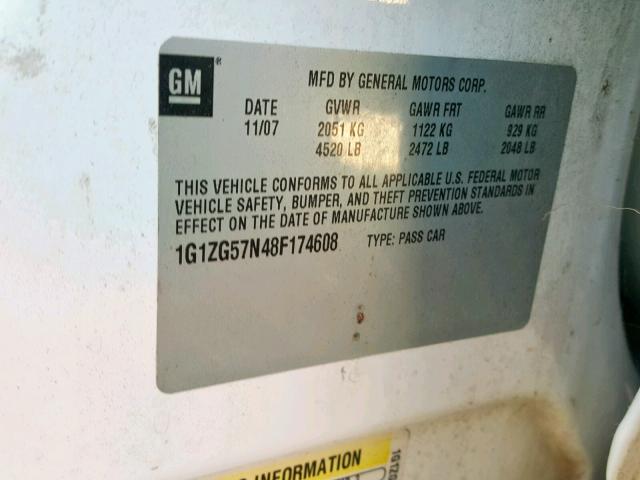 GM
MFD BY GENERAL MOTORS CORP.
DATE GVWR GAWR FRT GAWR RR
11/07 2051 KG 1122 KG 929 KG
4520 LB 2472 LB 2048 LB
THIS VEHICLE CONFORMS TO ALL APPLICABLE U.S. FEDERAL MOTOR
VEHICLE SAFETY, BUMPER, AND THEFT PREVENTION STANDARDS IN
EFFECT ON THE DATE OF MANUFACTURE SHOWN ABOVE.
1G1ZG57N48F174608 TYPE: PASS CAR
INFORMATION